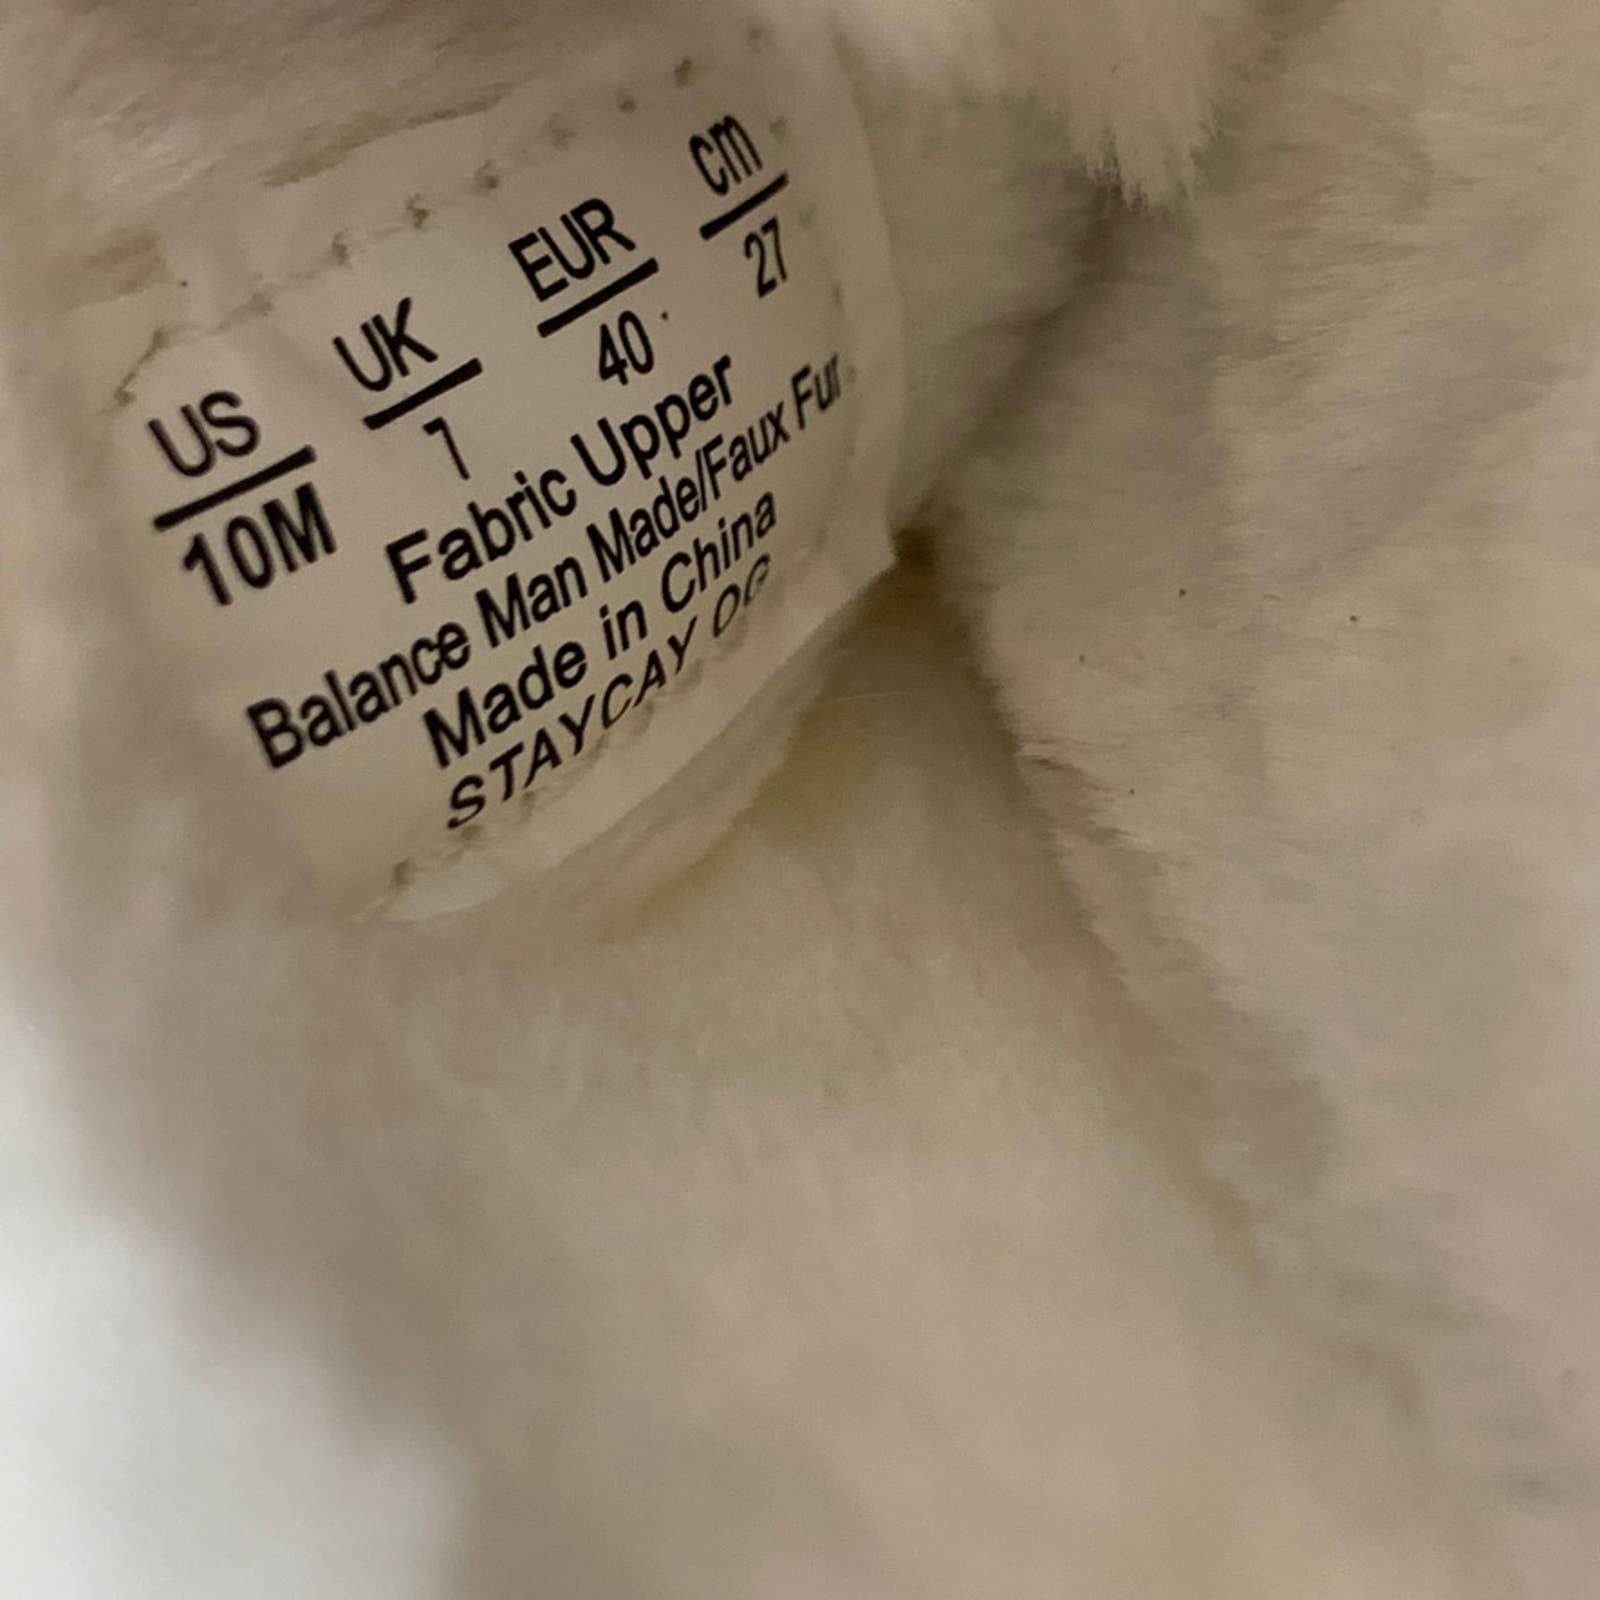 US UK EUR cm
10M 7 40 27
Fabric Upper
Balance Man Made/Faux Fur
Made in China
STAYCAY OG